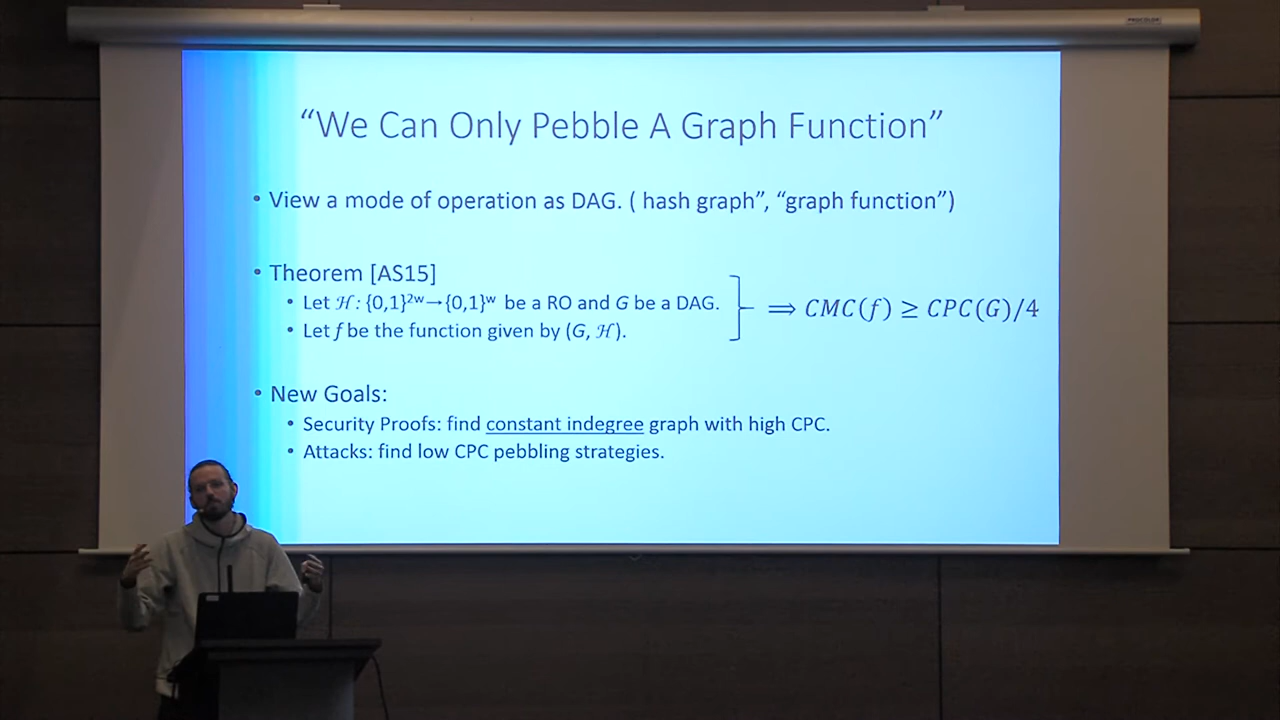 “We Can Only Pebble A Graph Function”
• View a mode of operation as DAG. ( hash graph”, “graph function”)
• Theorem [AS15]
• Let ℋ: {0,1}²ʷ→{0,1}ʷ be a RO and G be a DAG.
• Let f be the function given by (G, ℋ).
⟹ CMC(f) ≥ CPC(G)/4
• New Goals:
• Security Proofs: find constant indegree graph with high CPC.
• Attacks: find low CPC pebbling strategies.